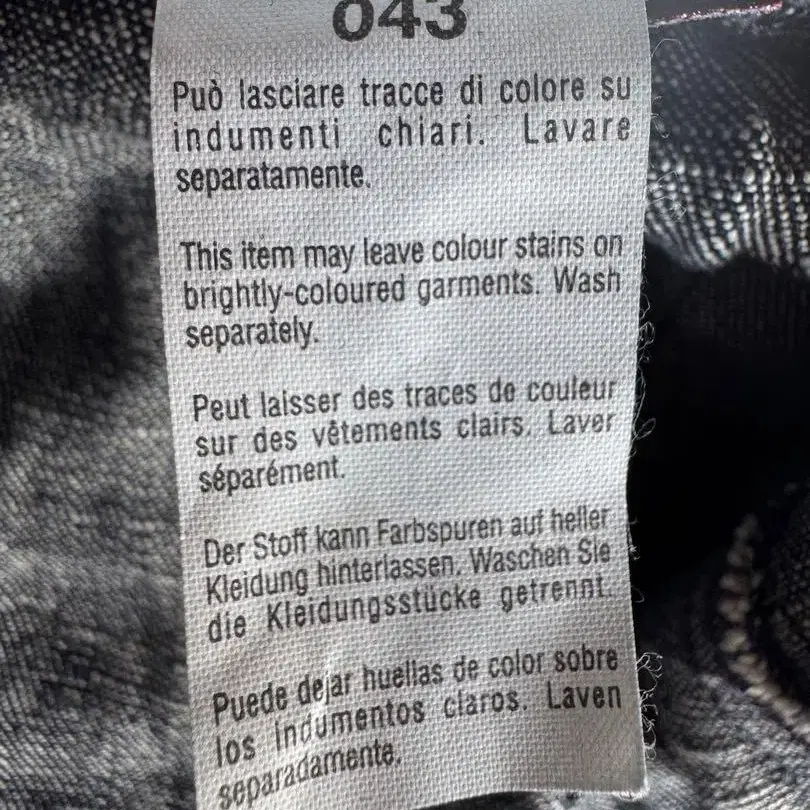 043
Può lasciare tracce di colore su
indumenti chiari. Lavare
separatamente.
This item may leave colour stains on
brightly-coloured garments. Wash
separately.
Peut laisser des traces de couleur
sur des vêtements clairs. Laver
séparément.
Der Stoff kann Farbspuren auf heller
Kleidung hinterlassen. Waschen Sie
die Kleidungsstücke getrennt.
Puede dejar huellas de color sobre
los indumentos claros. Laven
separadamente.